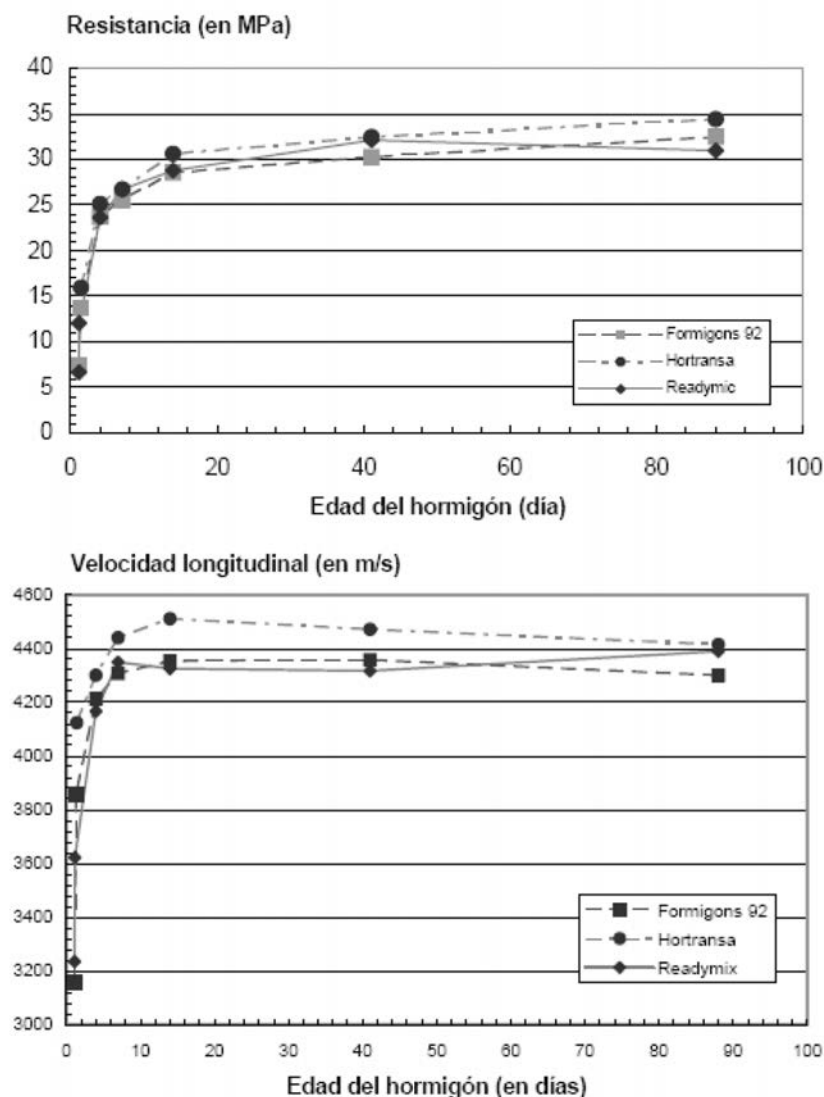 Resistancia (en MPa)
40
35
30
25
20
15
10
5
0
Formigons 92
Hortransa
Readymic
0 20 40 60 80 100
Edad del hormigón (día)
Velocidad longitudinal (en m/s)
4600
4400
4200
4000
3800
3600
3400
3200
3000
Formigons 92
Hortransa
Readymix
0 10 20 30 40 50 60 70 80 90 100
Edad del hormigón (en días)